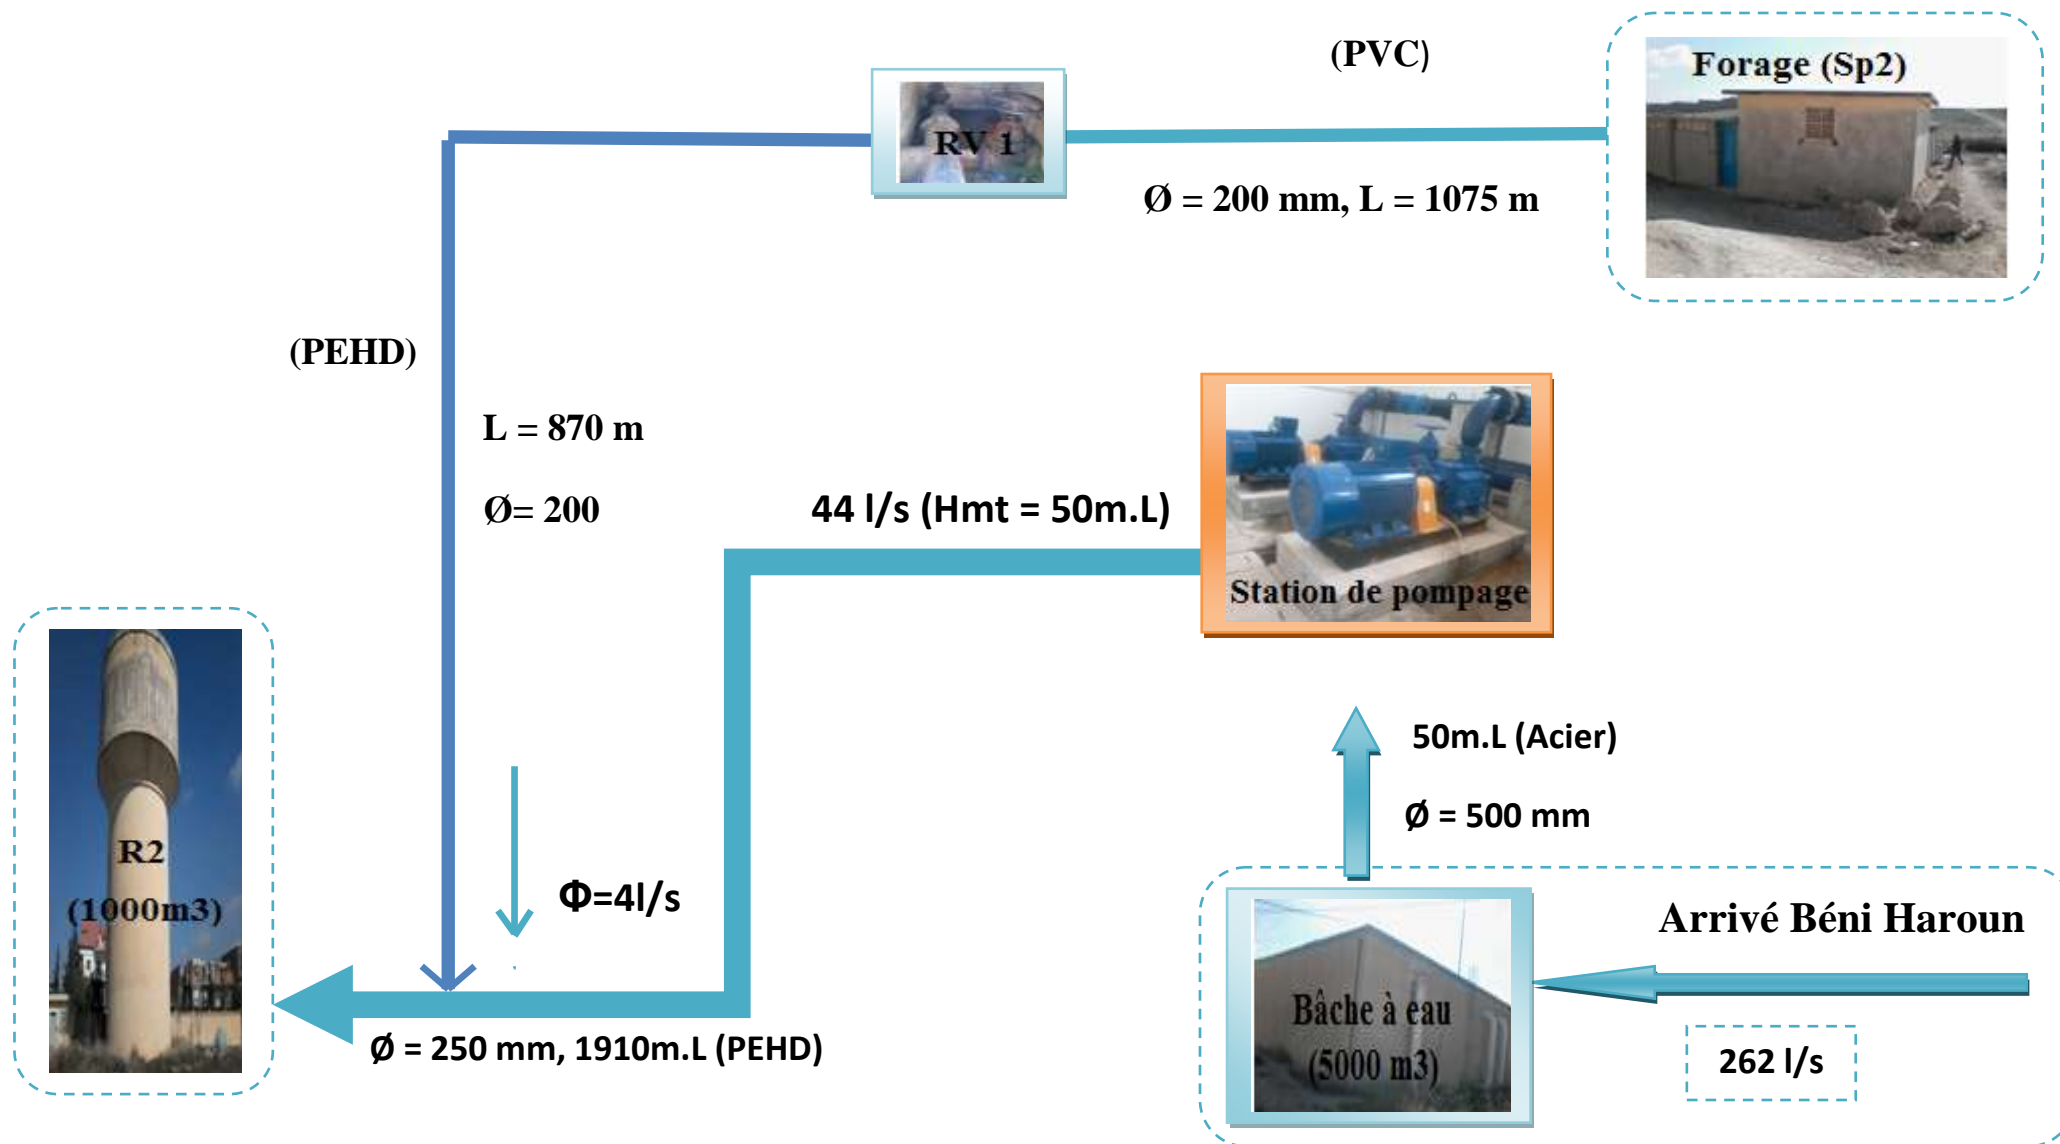 (PVC)
Forage (Sp2)
RV 1
Ø = 200 mm, L = 1075 m
(PEHD)
L = 870 m
Ø= 200
44 l/s (Hmt = 50m.L)
Station de pompage
50m.L (Acier)
Ø = 500 mm
R2
(1000m3)
Φ=4l/s
Arrivé Béni Haroun
Bâche à eau
(5000 m3)
Ø = 250 mm, 1910m.L (PEHD)
262 l/s